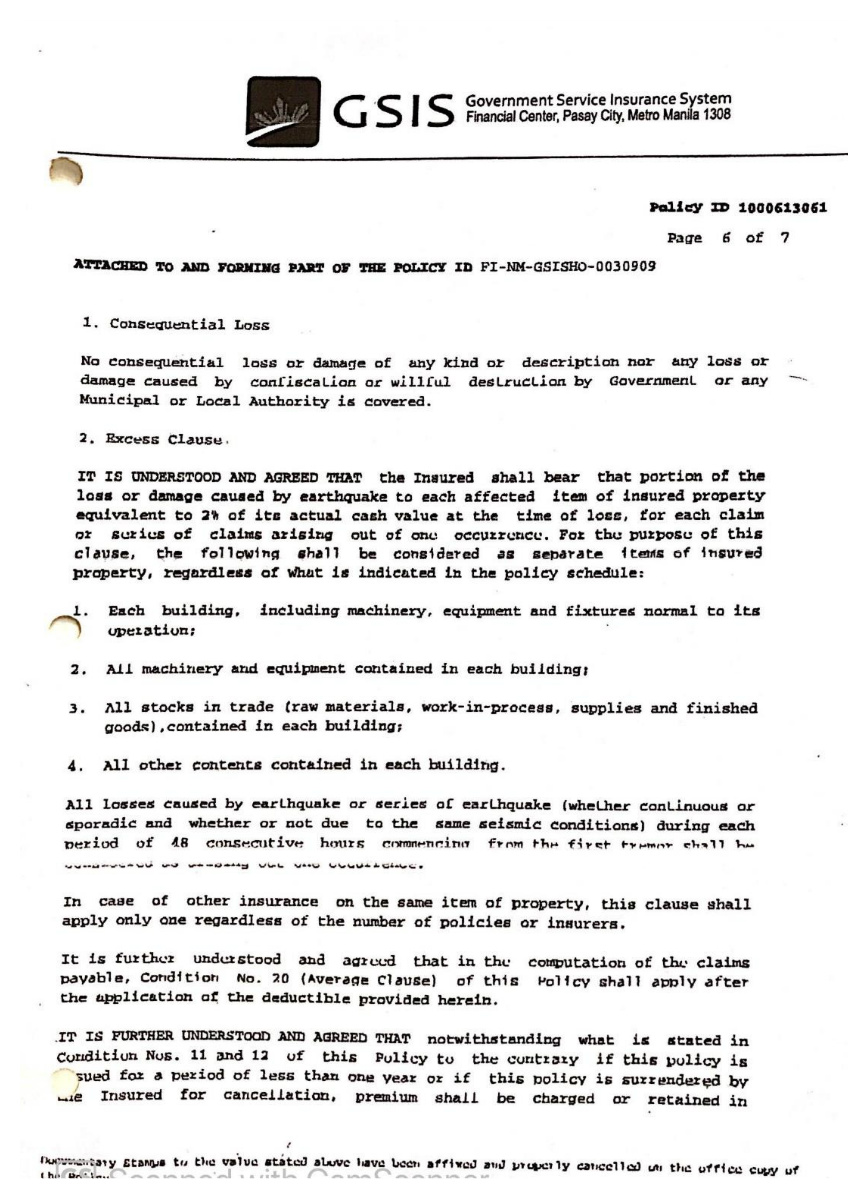 GSIS Government Service Insurance System
Financial Center, Pasay City, Metro Manila 1308
Policy ID 1000613061
Page 6 of 7
ATTACHED TO AND FORMING PART OF THE POLICY ID FI-NM-GSISHO-0030909
1. Consequential Loss
No consequential loss or damage of any kind or description nor any loss or
damage caused by confiscation or willful destruction by Government or any
Municipal or Local Authority is covered.
2. Excess Clause.
IT IS UNDERSTOOD AND AGREED THAT the Insured shall bear that portion of the
loss or damage caused by earthquake to each affected item of insured property
equivalent to 2% of its actual cash value at the time of loss, for each claim
or series of claims arising out of one occurrence. For the purpose of this
clause, the following shall be considered as separate items of insured
property, regardless of what is indicated in the policy schedule:
1. Each building, including machinery, equipment and fixtures normal to its
operation;
2. All machinery and equipment contained in each building;
3. All stocks in trade (raw materials, work-in-process, supplies and finished
goods),contained in each building;
4. All other contents contained in each building.
All losses caused by earthquake or series of earthquake (whether continuous or
sporadic and whether or not due to the same seismic conditions) during each
period of 48 consecutive hours commencing from the first tremor shall be
In case of other insurance on the same item of property, this clause shall
apply only one regardless of the number of policies or insurers.
It is further understood and agreed that in the computation of the claims
payable, Condition No. 20 (Average Clause) of this Policy shall apply after
the application of the deductible provided herein.
IT IS FURTHER UNDERSTOOD AND AGREED THAT notwithstanding what is stated in
Condition Nos. 11 and 12 of this Policy to the contrary if this policy is
sued for a period of less than one year or if this policy is surrendered by
Insured for cancellation, premium shall be charged or retained in
Documentary Stamps to the value stated above have been affixed and properly cancelled on the office copy of
the Policy
Scanned with CamScanner